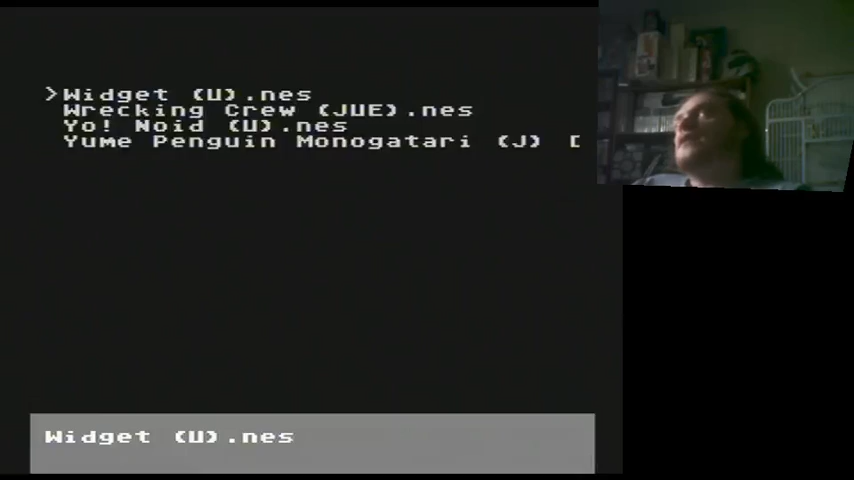 >Widget (U).nes
Wrecking Crew (JUE).nes
Yo! Noid (U).nes
Yume Penguin Monogatari (J) [
Widget (U).nes